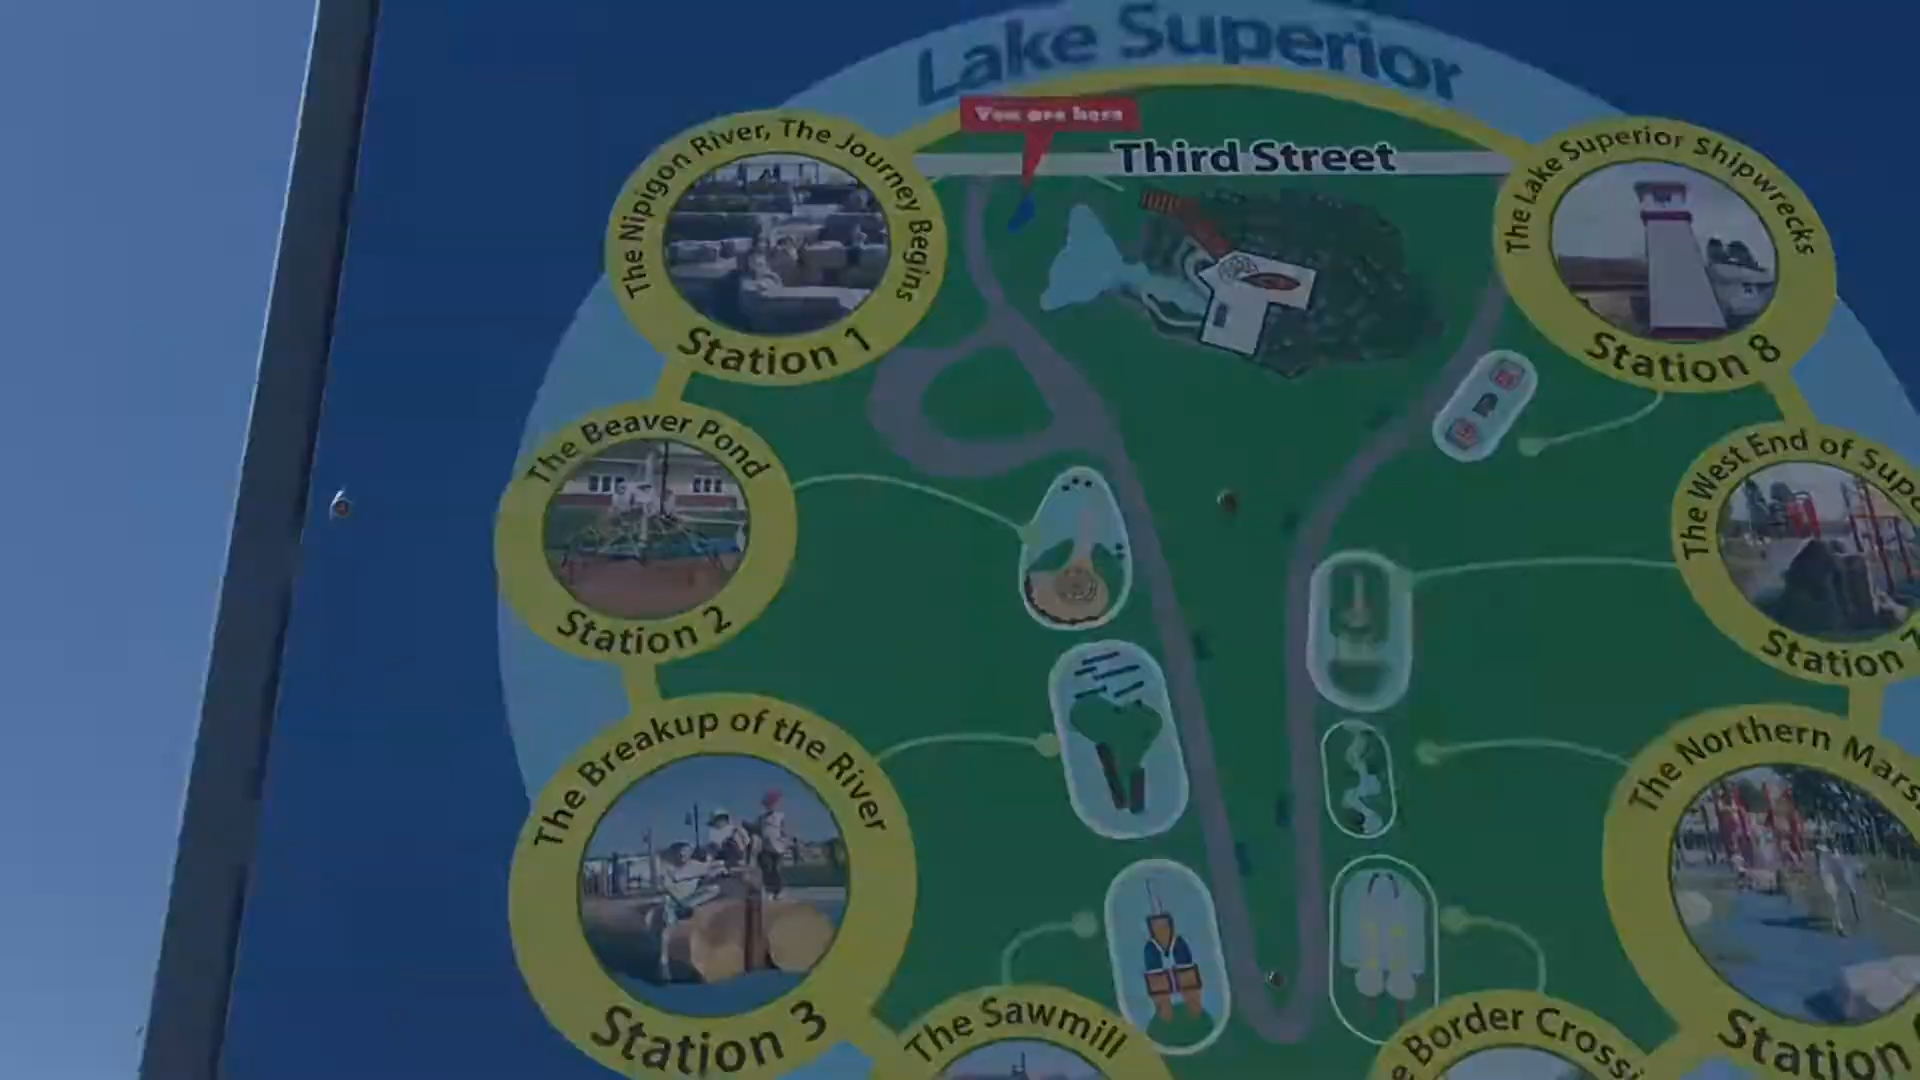 Lake Superior
You are here
Third Street
The Nipigon River, The Journey Begins
Station 1
The Lake Superior Shipwrecks
Station 8
The Beaver Pond
Station 2
The West End of Supe
Station 7
The Breakup of the River
Station 3
The Northern Mars
Station
The Sawmill
Border Crossi